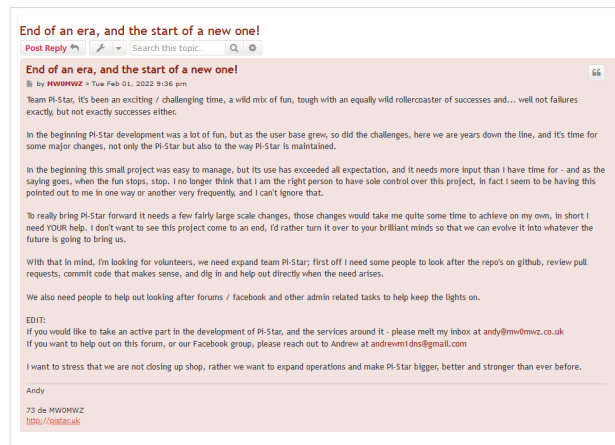 End of an era, and the start of a new one!
Post Reply
Search this topic…
End of an era, and the start of a new one!
by MW0MWZ » Tue Feb 01, 2022 9:36 pm
Team Pi-Star, it's been an exciting / challenging time, a wild mix of fun, tough with an equally wild rollercoaster of successes and... well not failures
exactly, but not exactly successes either.
In the beginning Pi-Star development was a lot of fun, but as the user base grew, so did the challenges, here we are years down the line, and it's time for
some major changes, not only the Pi-Star but also to the way Pi-Star is maintained.
In the beginning this small project was easy to manage, but its use has exceeded all expectation, and it needs more input than I have time for - and as the
saying goes, when the fun stops, stop. I no longer think that I am the right person to have sole control over this project, in fact I seem to be having this
pointed out to me in one way or another very frequently, and I can't ignore that.
To really bring Pi-Star forward it needs a few fairly large scale changes, those changes would take me quite some time to achieve on my own, in short I
need YOUR help. I don't want to see this project come to an end, I'd rather turn it over to your brilliant minds so that we can evolve it into whatever the
future is going to bring us.
With that in mind, I'm looking for volunteers, we need expand team Pi-Star; first off I need some people to look after the repo's on github, review pull
requests, commit code that makes sense, and dig in and help out directly when the need arises.
We also need people to help out looking after forums / facebook and other admin related tasks to help keep the lights on.
EDIT:
If you would like to take an active part in the development of Pi-Star, and the services around it - please melt my inbox at andy@mw0mwz.co.uk
If you want to help out on this forum, or our Facebook group, please reach out to Andrew at andrewm1dns@gmail.com
I want to stress that we are not closing up shop, rather we want to expand operations and make Pi-Star bigger, better and stronger than ever before.
Andy
73 de MW0MWZ
http://pistar.uk